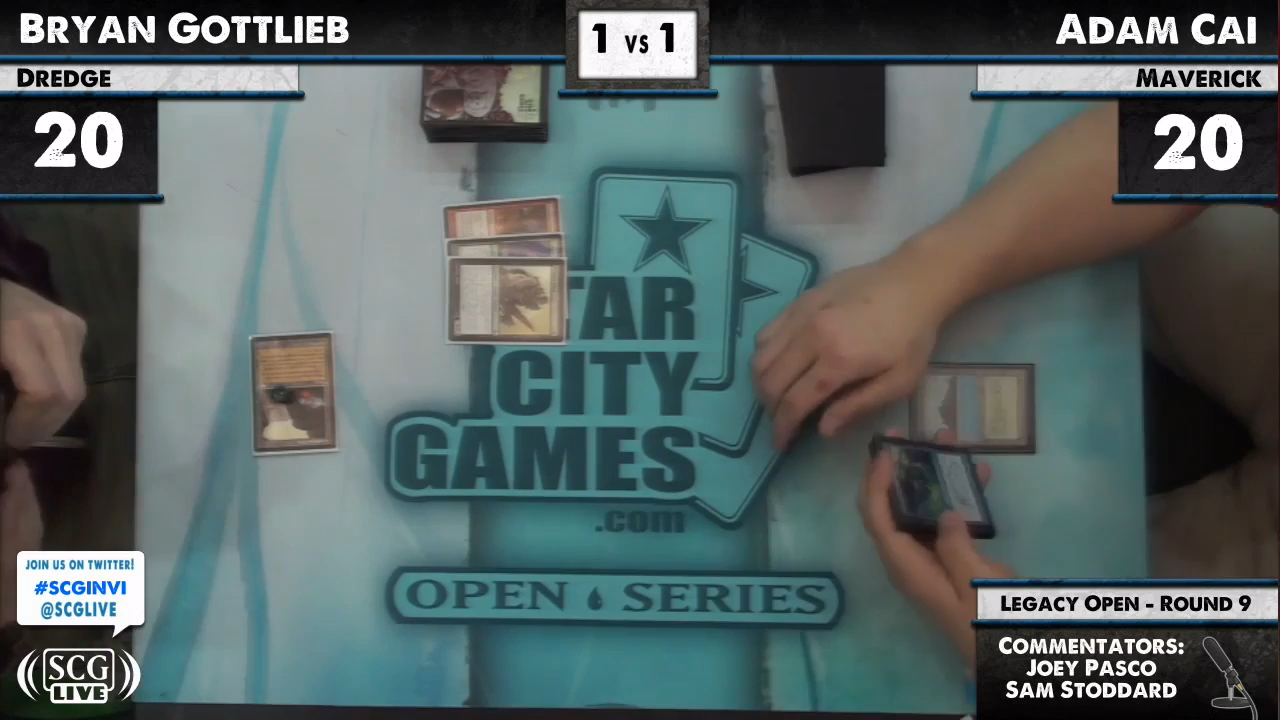 BRYAN GOTTLIEB
1 VS 1
ADAM CAI
DREDGE
MAVERICK
20
20
TAR
CITY
GAMES
.com
OPEN SERIES
JOIN US ON TWITTER!
#SCGINVI
@SCGLIVE
SCG
LIVE
LEGACY OPEN - ROUND 9
COMMENTATORS:
JOEY PASCO
SAM STODDARD